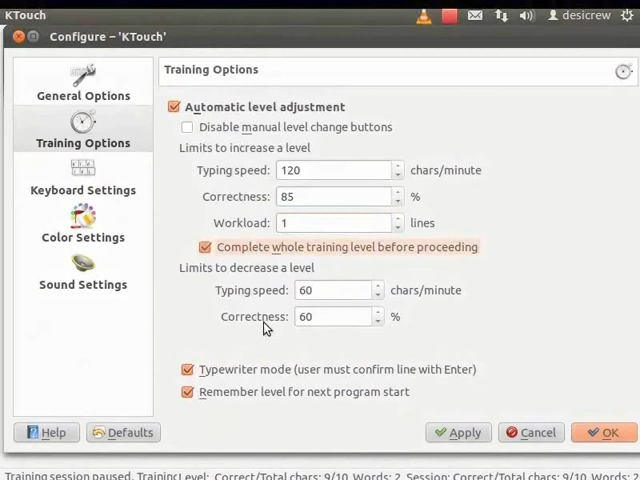 KTouch
desicrew
Configure – 'KTouch'
General Options
Training Options
Keyboard Settings
Color Settings
Sound Settings
Training Options
Automatic level adjustment
Disable manual level change buttons
Limits to increase a level
Typing speed: 120 chars/minute
Correctness: 85 %
Workload: 1 lines
Complete whole training level before proceeding
Limits to decrease a level
Typing speed: 60 chars/minute
Correctness: 60 %
Typewriter mode (user must confirm line with Enter)
Remember level for next program start
Help Defaults Apply Cancel OK
Training session paused. Training Level: Correct/Total chars: 9/10 Words: 2 Session: Correct/Total chars: 9/10 Words: